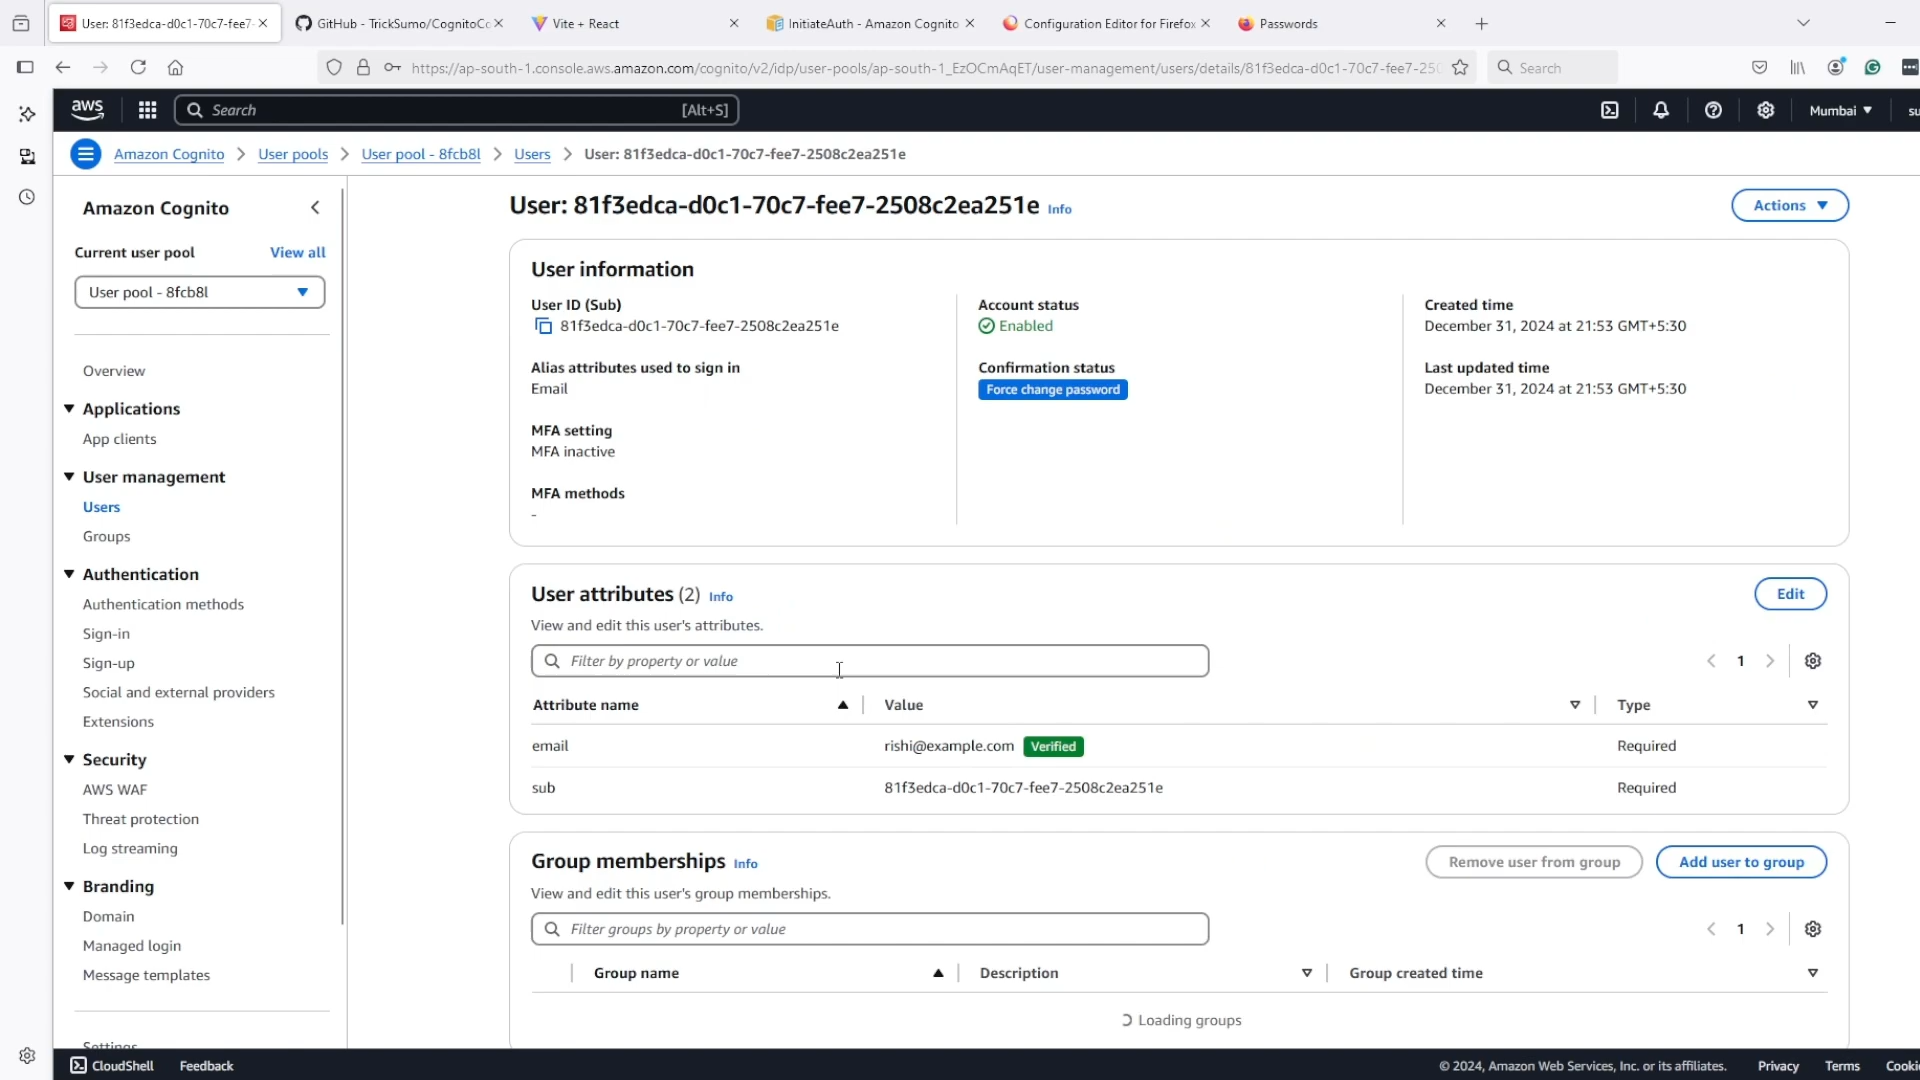 User: 81f3edca-d0c1-70c7-fee7-
GitHub - TrickSumo/CognitoCo
Vite + React
InitiateAuth - Amazon Cognito
Configuration Editor for Firefox
Passwords
https://ap-south-1.console.aws.amazon.com/cognito/v2/idp/user-pools/ap-south-1_EzOCmAqET/user-management/users/details/81f3edca-d0c1-70c7-fee7-250
Search
aws
Search
[Alt+S]
Mumbai
su
Amazon Cognito
User pools
User pool - 8fcb8l
Users
User: 81f3edca-d0c1-70c7-fee7-2508c2ea251e
Amazon Cognito
Current user pool
View all
User pool - 8fcb8l
Overview
Applications
App clients
User management
Users
Groups
Authentication
Authentication methods
Sign-in
Sign-up
Social and external providers
Extensions
Security
AWS WAF
Threat protection
Log streaming
Branding
Domain
Managed login
Message templates
Settings
User: 81f3edca-d0c1-70c7-fee7-2508c2ea251e Info
Actions
User information
User ID (Sub)
81f3edca-d0c1-70c7-fee7-2508c2ea251e
Alias attributes used to sign in
Email
MFA setting
MFA inactive
MFA methods
-
Account status
Enabled
Confirmation status
Force change password
Created time
December 31, 2024 at 21:53 GMT+5:30
Last updated time
December 31, 2024 at 21:53 GMT+5:30
User attributes (2) Info
Edit
View and edit this user's attributes.
Filter by property or value
1
Attribute name
Value
Type
email
rishi@example.com Verified
Required
sub
81f3edca-d0c1-70c7-fee7-2508c2ea251e
Required
Group memberships Info
Remove user from group
Add user to group
View and edit this user's group memberships.
Filter groups by property or value
1
Group name
Description
Group created time
Loading groups
CloudShell
Feedback
© 2024, Amazon Web Services, Inc. or its affiliates.
Privacy
Terms
Cooki